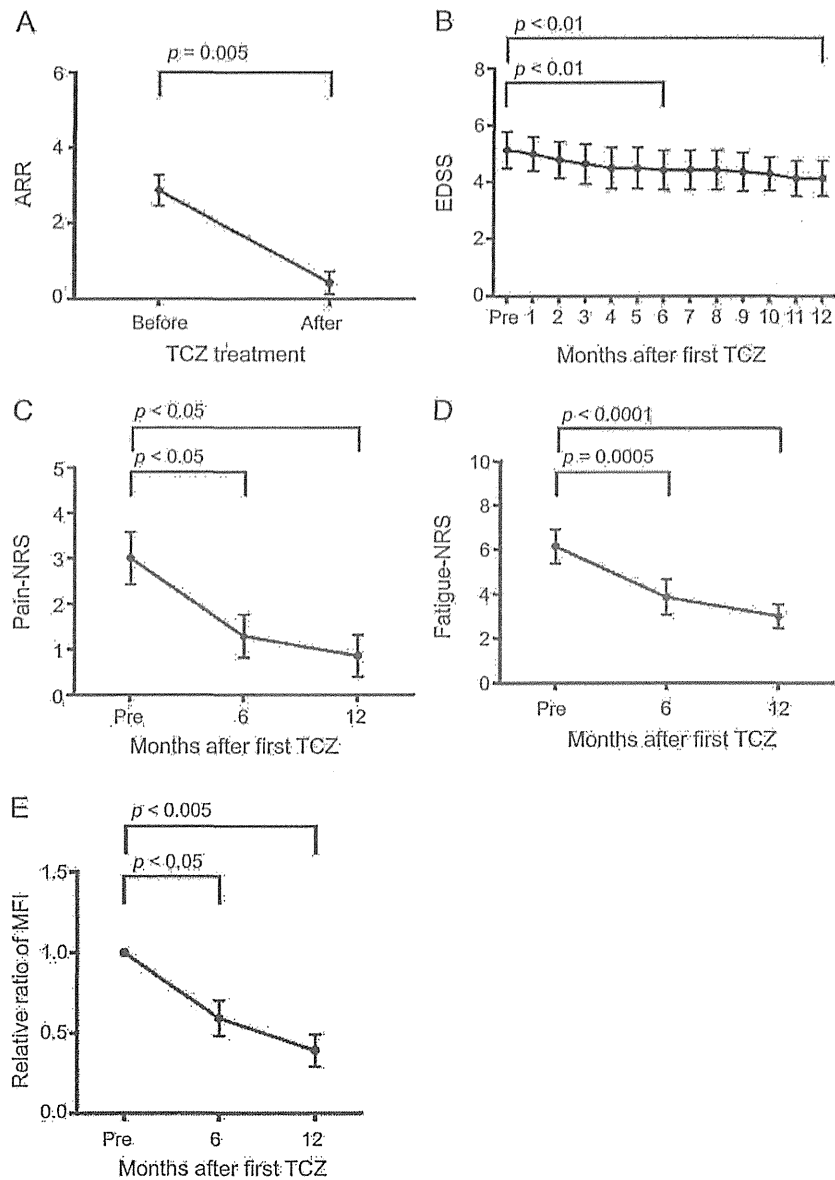 A
p = 0.005
6
4
2
0
ARR
Before After
TCZ treatment
B
p < 0.01
p < 0.01
8
6
4
2
0
EDSS
Pre 1 2 3 4 5 6 7 8 9 10 11 12
Months after first TCZ
C
p < 0.05
p < 0.05
5
4
3
2
1
0
Pain-NRS
Pre 6 12
Months after first TCZ
D
p < 0.0001
p = 0.0005
10
8
6
4
2
0
Fatigue-NRS
Pre 6 12
Months after first TCZ
E
p < 0.005
p < 0.05
1.5
1.0
0.5
0.0
Relative ratio of MFI
Pre 6 12
Months after first TCZ